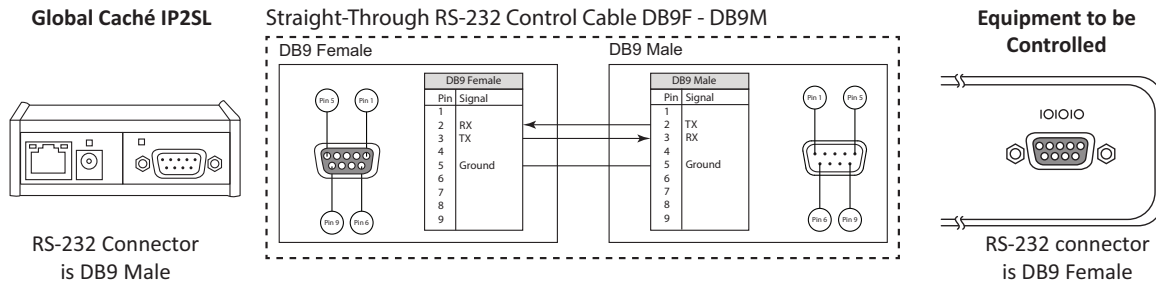 Global Caché IP2SL
Straight-Through RS-232 Control Cable DB9F - DB9M
Equipment to be
Controlled
DB9 Female
DB9 Male
DB9 Female
Pin Signal
1
2 RX
3 TX
4
5 Ground
6
7
8
9
DB9 Male
Pin Signal
1
2 TX
3 RX
4
5 Ground
6
7
8
9
Pin 5
Pin 1
Pin 9
Pin 6
Pin 1
Pin 5
Pin 6
Pin 9
IOIOIO
RS-232 Connector
is DB9 Male
RS-232 connector
is DB9 Female